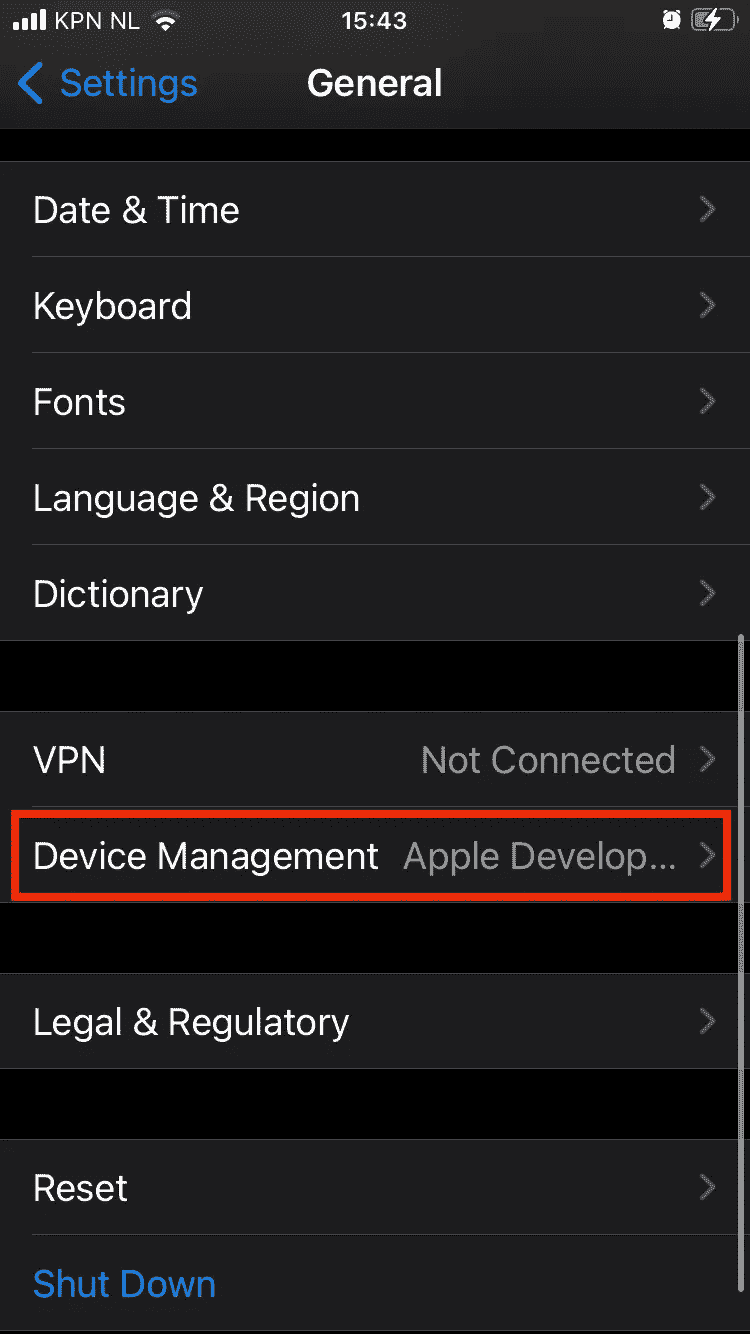 KPN NL 15:43
Settings General
Date & Time
Keyboard
Fonts
Language & Region
Dictionary
VPN Not Connected
Device Management Apple Develop...
Legal & Regulatory
Reset
Shut Down